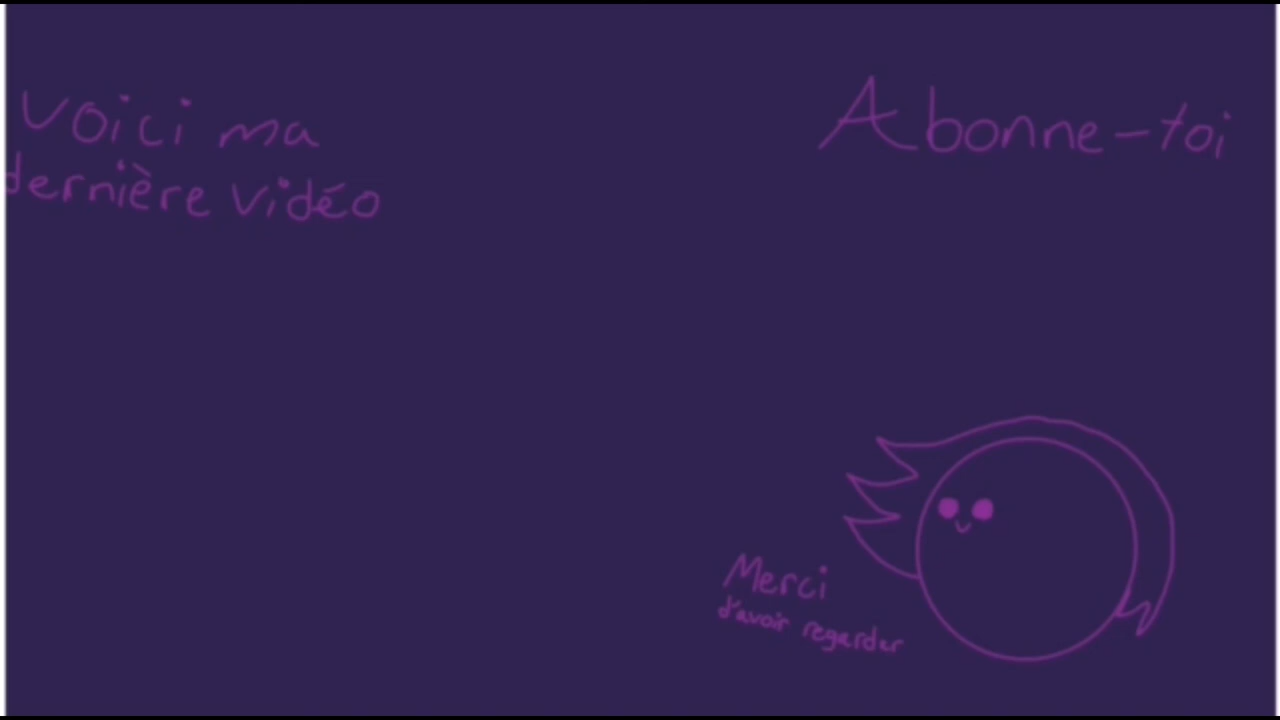 Voici ma
dernière vidéo
Abonne-toi
Merci
d'avoir regarder